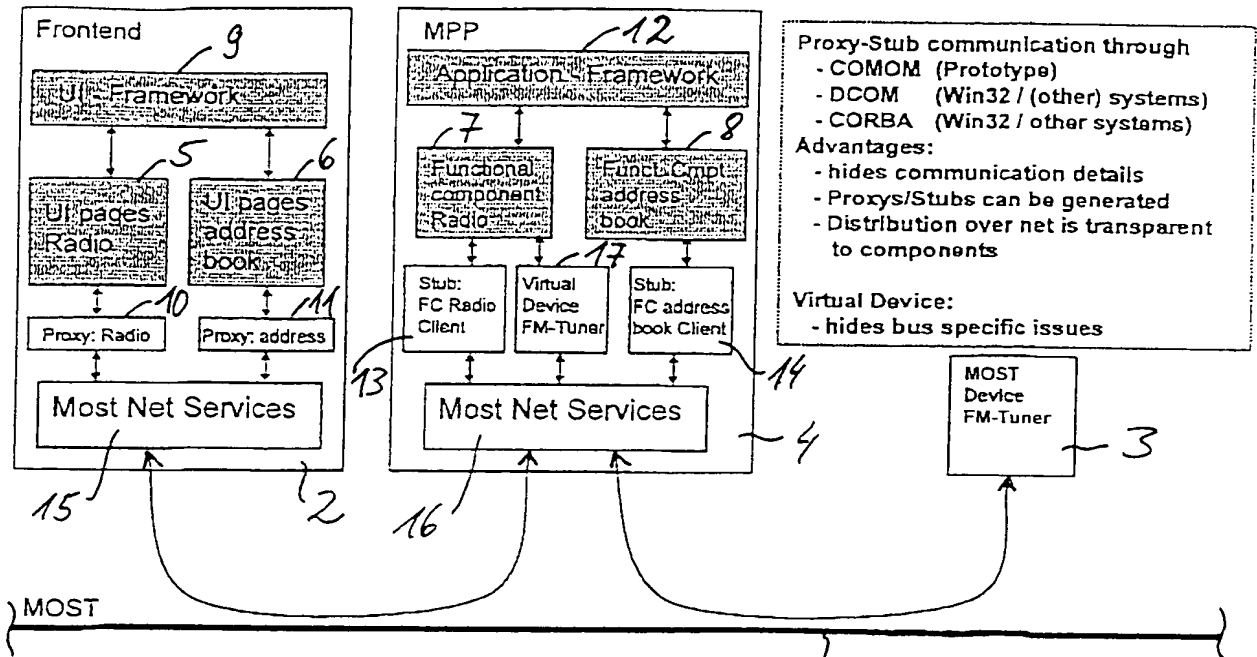 Frontend
9
UI - Framework
5
6
UI pages
Radio
UI pages
address
book
10
11
Proxy: Radio
Proxy: address
Most Net Services
15
2
MPP
12
Application - Framework
7
8
Functional
component
Radio
Funct.Cmpt
address
book
17
Stub:
FC Radio
Client
Virtual
Device
FM-Tuner
Stub:
FC address
book Client
13
14
Most Net Services
16
4
Proxy-Stub communication through
- COMOM (Prototype)
- DCOM (Win32 / (other) systems)
- CORBA (Win32 / other systems)
Advantages:
- hides communication details
- Proxys/Stubs can be generated
- Distribution over net is transparent
to components
Virtual Device:
- hides bus specific issues
MOST
Device
FM-Tuner
3
MOST